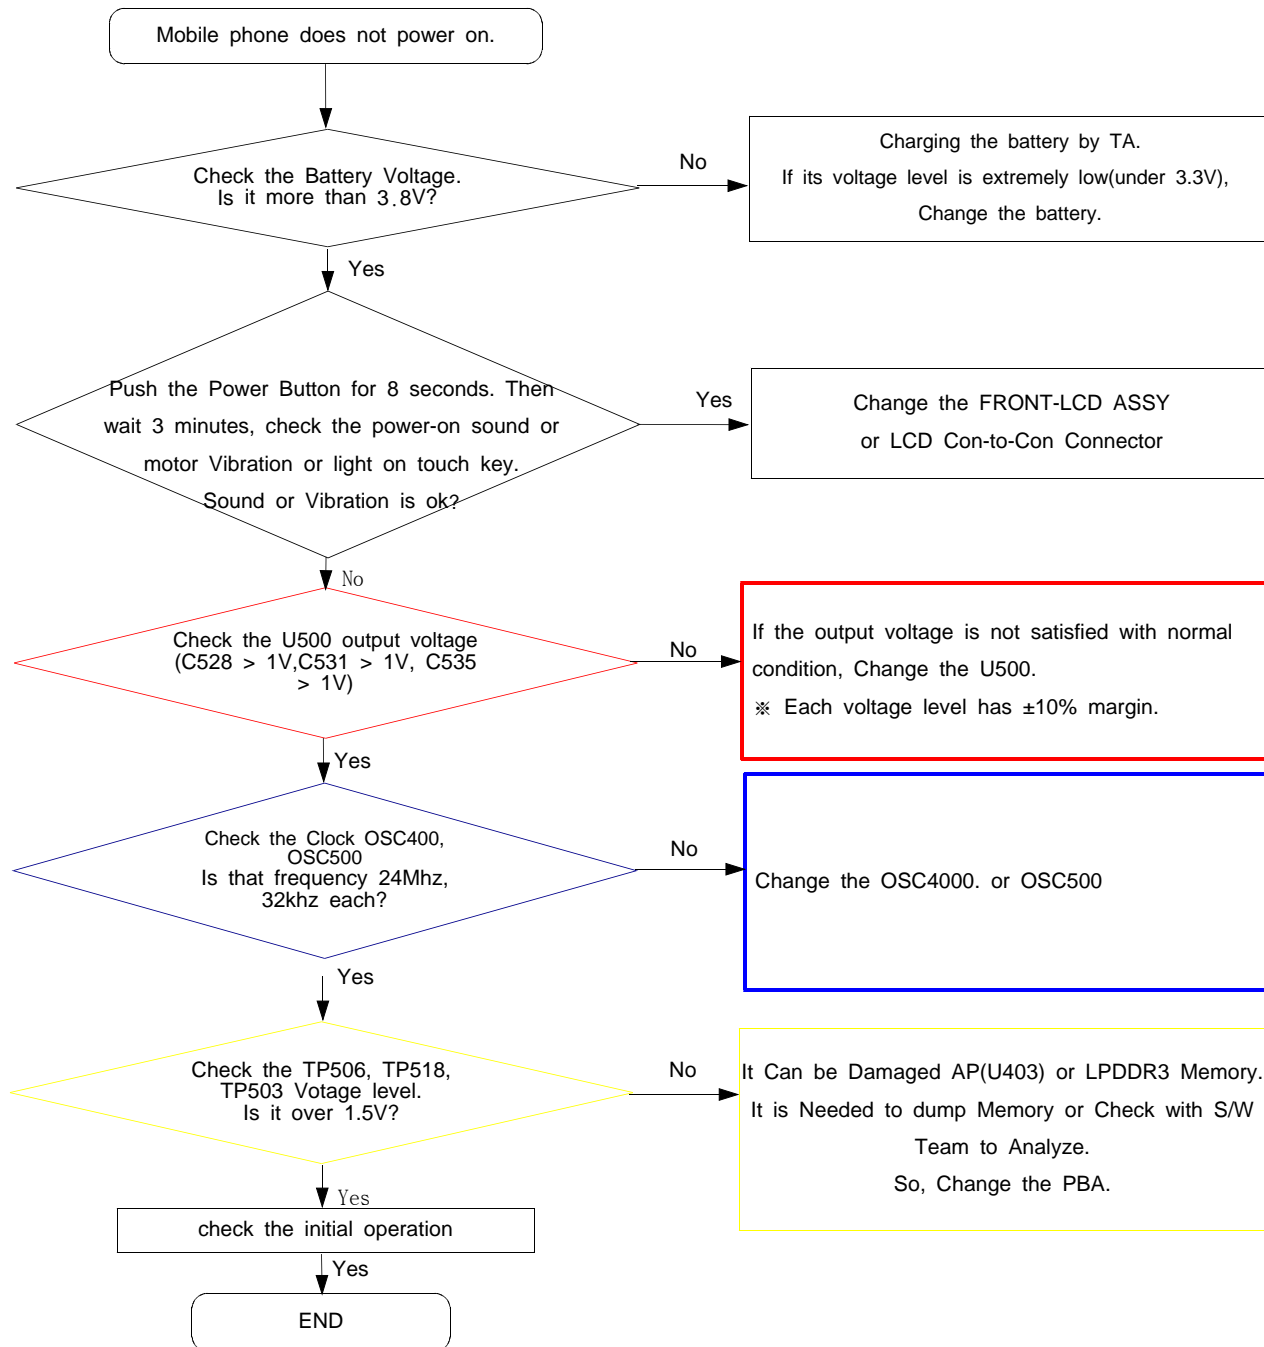 Mobile phone does not power on.
Check the Battery Voltage.
Is it more than 3.8V?
No
Charging the battery by TA.
If its voltage level is extremely low(under 3.3V),
Change the battery.
Yes
Push the Power Button for 8 seconds. Then
wait 3 minutes, check the power-on sound or
motor Vibration or light on touch key.
Sound or Vibration is ok?
Yes
Change the FRONT-LCD ASSY
or LCD Con-to-Con Connector
No
Check the U500 output voltage
(C528 > 1V,C531 > 1V, C535
> 1V)
No
If the output voltage is not satisfied with normal
condition, Change the U500.
※ Each voltage level has ±10% margin.
Yes
Check the Clock OSC400,
OSC500
Is that frequency 24Mhz,
32khz each?
No
Change the OSC4000. or OSC500
Yes
Check the TP506, TP518,
TP503 Votage level.
Is it over 1.5V?
No
It Can be Damaged AP(U403) or LPDDR3 Memory.
It is Needed to dump Memory or Check with S/W
Team to Analyze.
So, Change the PBA.
Yes
check the initial operation
Yes
END